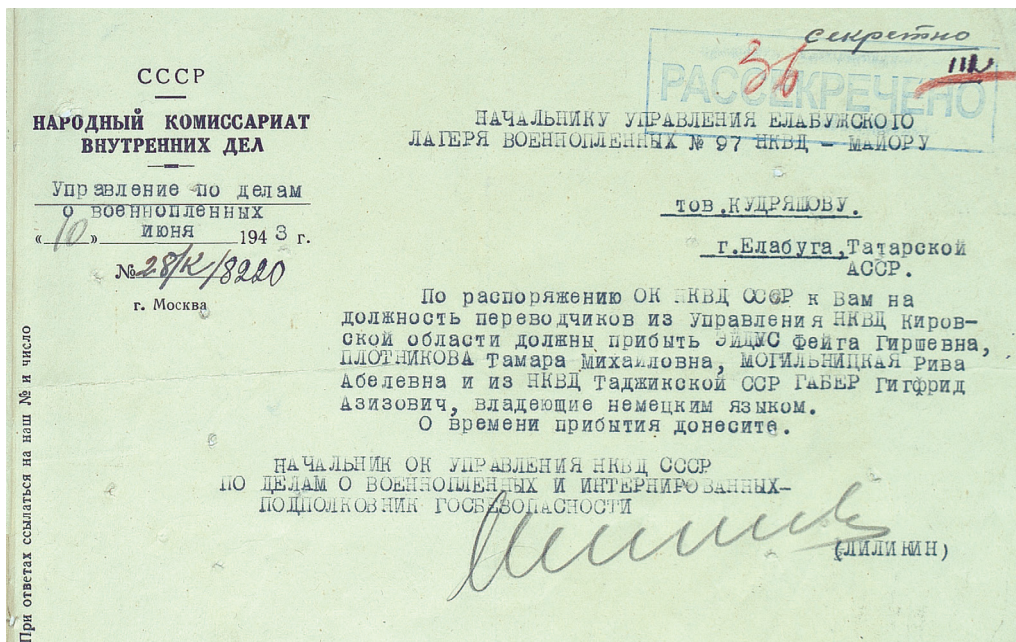 секретно
РАССЕКРЕЧЕНО
36
СССР
НАРОДНЫЙ КОМИССАРИАТ
ВНУТРЕННИХ ДЕЛ
Управление по делам
о военнопленных
«10» июня 1943 г.
№ 28/К/8220
г. Москва
НАЧАЛЬНИКУ УПРАВЛЕНИЯ ЕЛАБУЖСКОГО
ЛАГЕРЯ ВОЕННОПЛЕННЫХ № 97 НКВД – МАЙОРУ
тов.КУДРЯШОВУ.
г.Елабуга,Татарской
АССР.
По распоряжению ОК НКВД СССР к Вам на
должность переводчиков из Управления НКВД Киров-
ской области должны прибыть ЭЙДУС Фейга Гиршевна,
ПЛОТНИКОВА Тамара Михайловна, МОГИЛЬНИЦКАЯ Рива
Абелевна и из НКВД Таджикской ССР ГАБЕР Гигфрид
Азизович, владеющие немецким языком.
О времени прибытия донесите.
НАЧАЛЬНИК ОК УПРАВЛЕНИЯ НКВД СССР
ПО ДЕЛАМ О ВОЕННОПЛЕННЫХ И ИНТЕРНИРОВАННЫХ–
ПОДПОЛКОВНИК ГОСБЕЗОПАСНОСТИ
(ЛИЛИКИН)
При ответах ссылаться на наш № и число